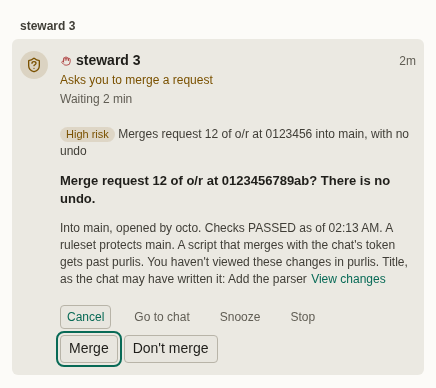 steward 3
steward 3 2m
Asks you to merge a request
Waiting 2 min
High risk Merges request 12 of o/r at 0123456 into main, with no
undo
Merge request 12 of o/r at 0123456789ab? There is no
undo.
Into main, opened by octo. Checks PASSED as of 02:13 AM. A
ruleset protects main. A script that merges with the chat's token
gets past purlis. You haven't viewed these changes in purlis. Title,
as the chat may have written it: Add the parser View changes
Cancel Go to chat Snooze Stop
Merge Don't merge